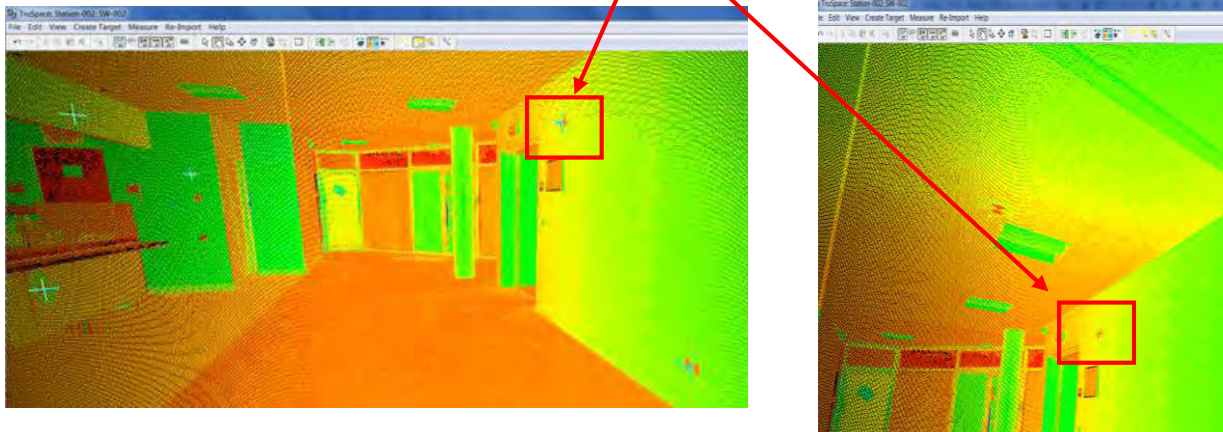 TruSpace: Station-002: SW-002
File Edit View Create Target Measure Re-Import Help
TruSpace: Station-002: SW-002
File Edit View Create Target Measure Re-Import Help